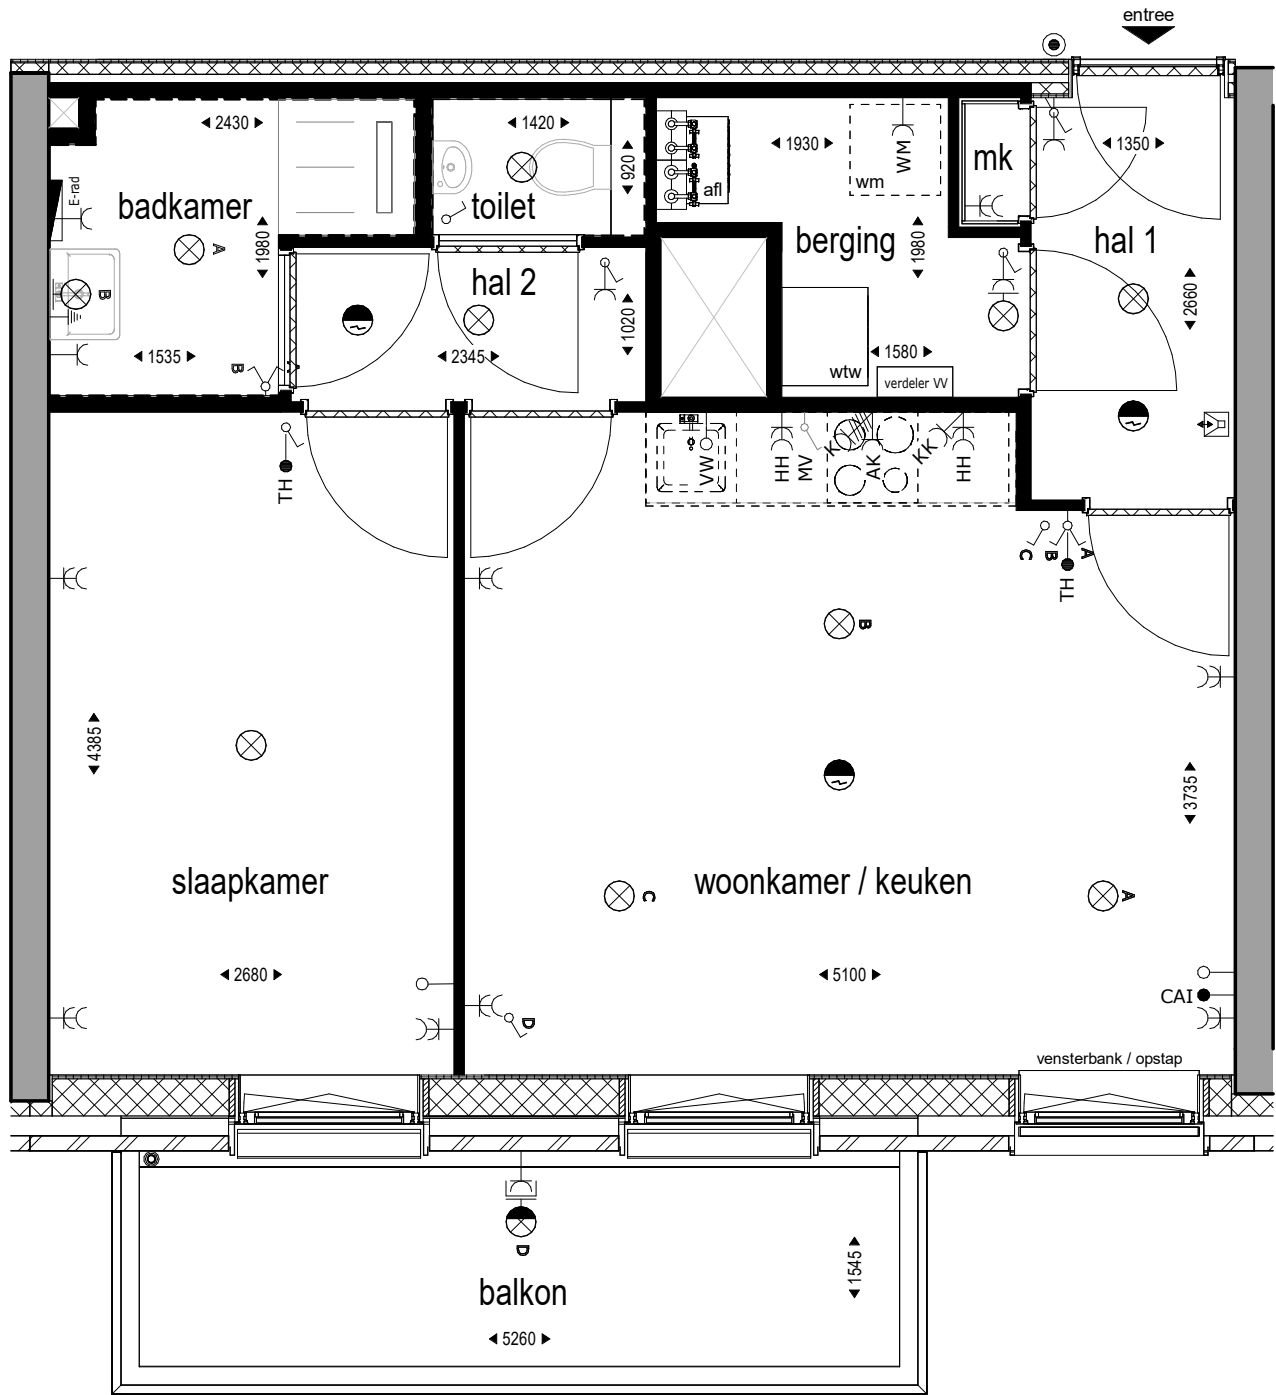 entree
2430
1420
920
1930
WM
wm
mk
1350
E-rad
badkamer
toilet
afl
A
1980
berging
1980
hal 1
hal 2
B
1020
2660
1535
2345
B
A
1580
wtw
verdeler VV
TH
VW
HH
MV
K
AK
KK
HH
C
B
A
TH
B
4385
3735
slaapkamer
woonkamer / keuken
C
A
2680
5100
CAI
D
vensterbank / opstap
D
1545
balkon
5260